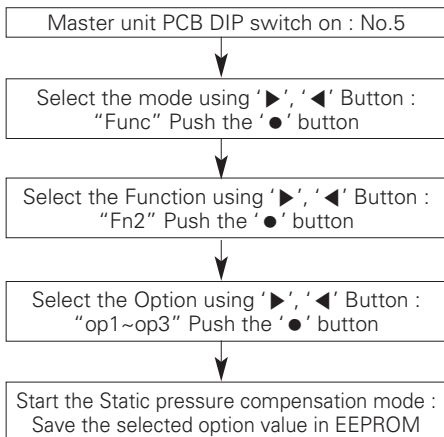 Master unit PCB DIP switch on : No.5
Select the mode using ‘▶’, ‘◀’ Button :
“Func” Push the ‘●’ button
Select the Function using ‘▶’, ‘◀’ Button :
“Fn2” Push the ‘●’ button
Select the Option using ‘▶’, ‘◀’ Button :
“op1~op3” Push the ‘●’ button
Start the Static pressure compensation mode :
Save the selected option value in EEPROM